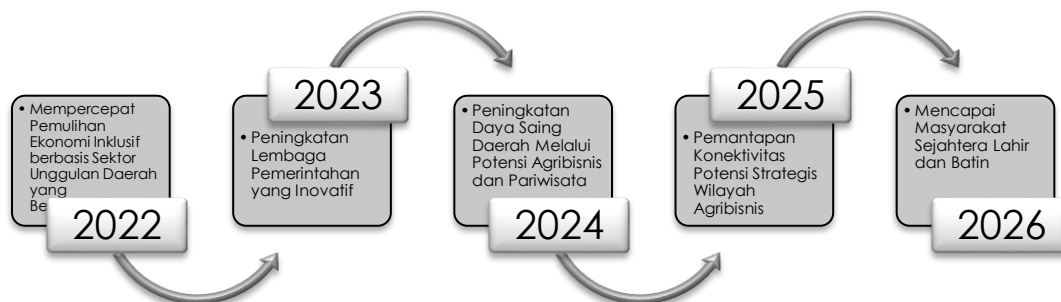 • Mempercepat
Pemulihan
Ekonomi Inklusif
berbasis Sektor
Unggulan Daerah
yang
2022
2023
• Peningkatan
Lembaga
Pemerintahan
yang Inovatif
• Peningkatan
Daya Saing
Daerah Melalui
Potensi Agribisnis
dan Pariwisata
2024
2025
• Pemantapan
Konektivitas
Potensi Strategis
Wilayah
Agribisnis
• Mencapai
Masyarakat
Sejahtera Lahir
dan Batin
2026